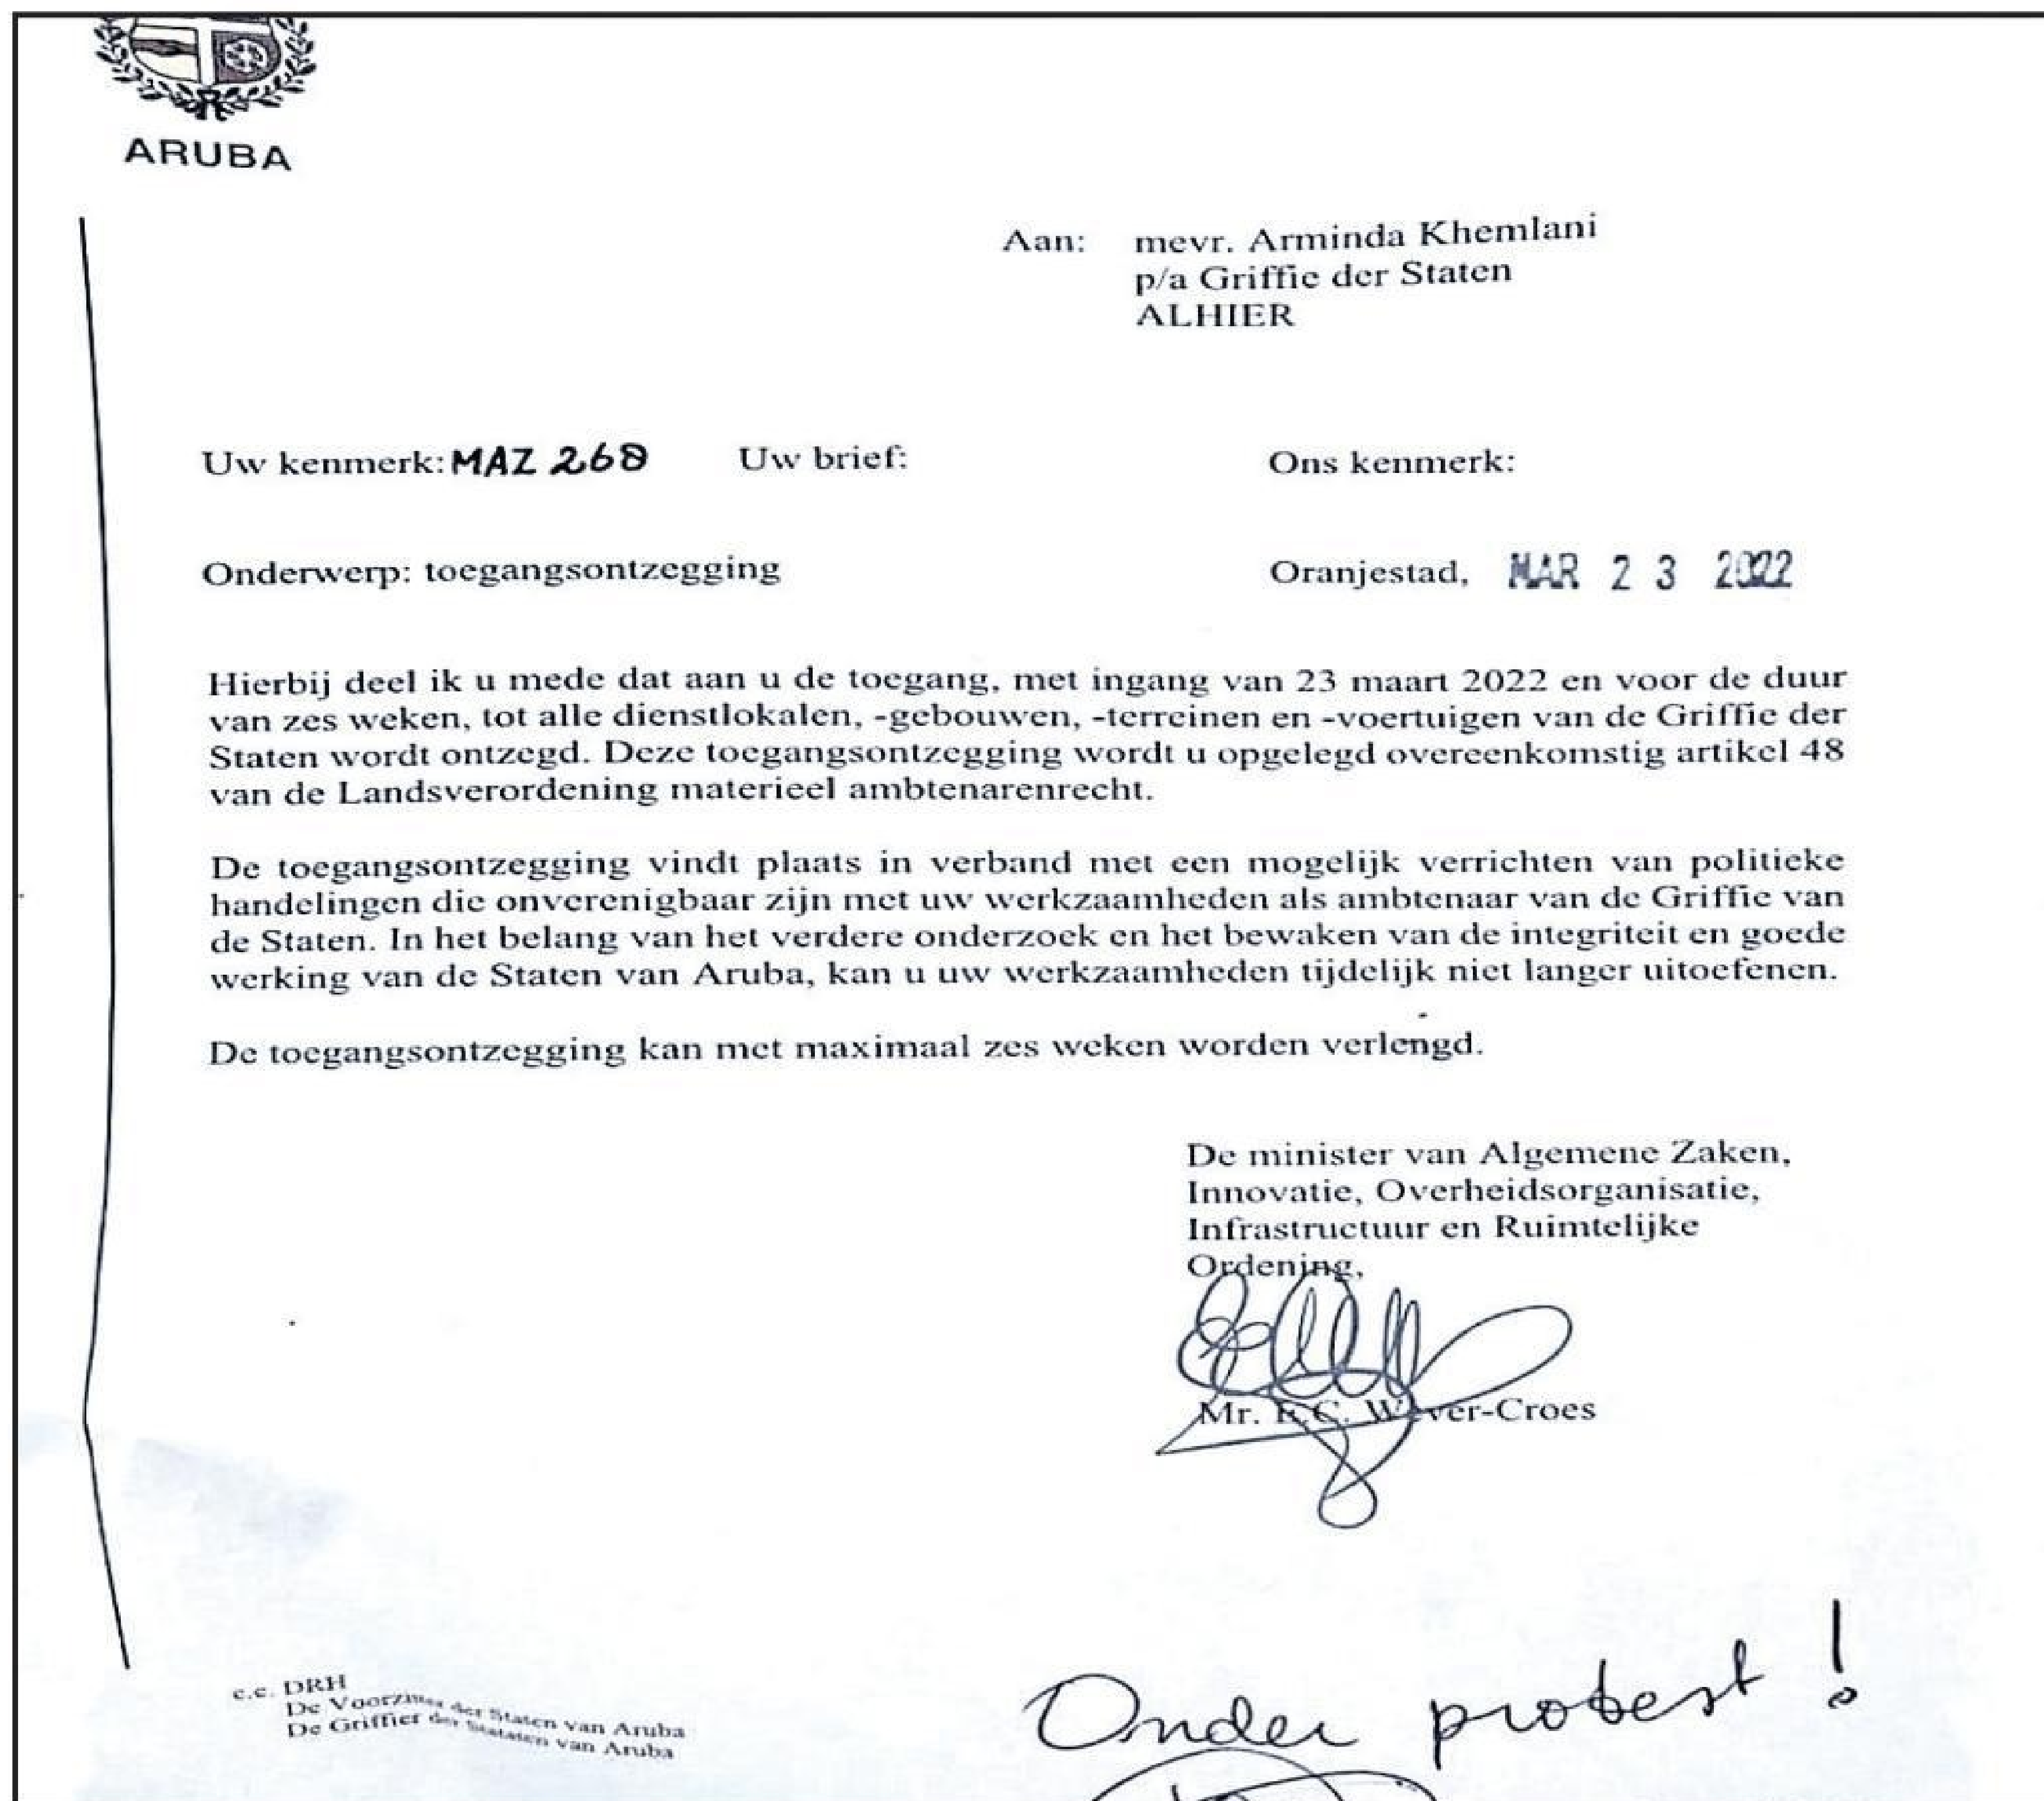 ARUBA
Aan: mevr. Arminda Khemlani
p/a Griffie der Staten
ALHIER
Uw kenmerk: MAZ 268 Uw brief: Ons kenmerk:
Onderwerp: toegangsontzegging Oranjestad, MAR 23 2022
Hierbij deel ik u mede dat aan u de toegang, met ingang van 23 maart 2022 en voor de duur
van zes weken, tot alle dienstlokalen, -gebouwen, -terreinen en -voertuigen van de Griffie der
Staten wordt ontzegd. Deze toegangsontzegging wordt u opgelegd overeenkomstig artikel 48
van de Landsverordening materieel ambtenarenrecht.
De toegangsontzegging vindt plaats in verband met een mogelijk verrichten van politieke
handelingen die onverenigbaar zijn met uw werkzaamheden als ambtenaar van de Griffie van
de Staten. In het belang van het verdere onderzoek en het bewaken van de integriteit en goede
werking van de Staten van Aruba, kan u uw werkzaamheden tijdelijk niet langer uitoefenen.
De toegangsontzegging kan met maximaal zes weken worden verlengd.
De minister van Algemene Zaken,
Innovatie, Overheidsorganisatie,
Infrastructuur en Ruimtelijke
Ordening,
Mr. E.C. Wever-Croes
c.c. DRH
De Voorzitter der Staten van Aruba
De Griffier der Stataten van Aruba
Onder protest !